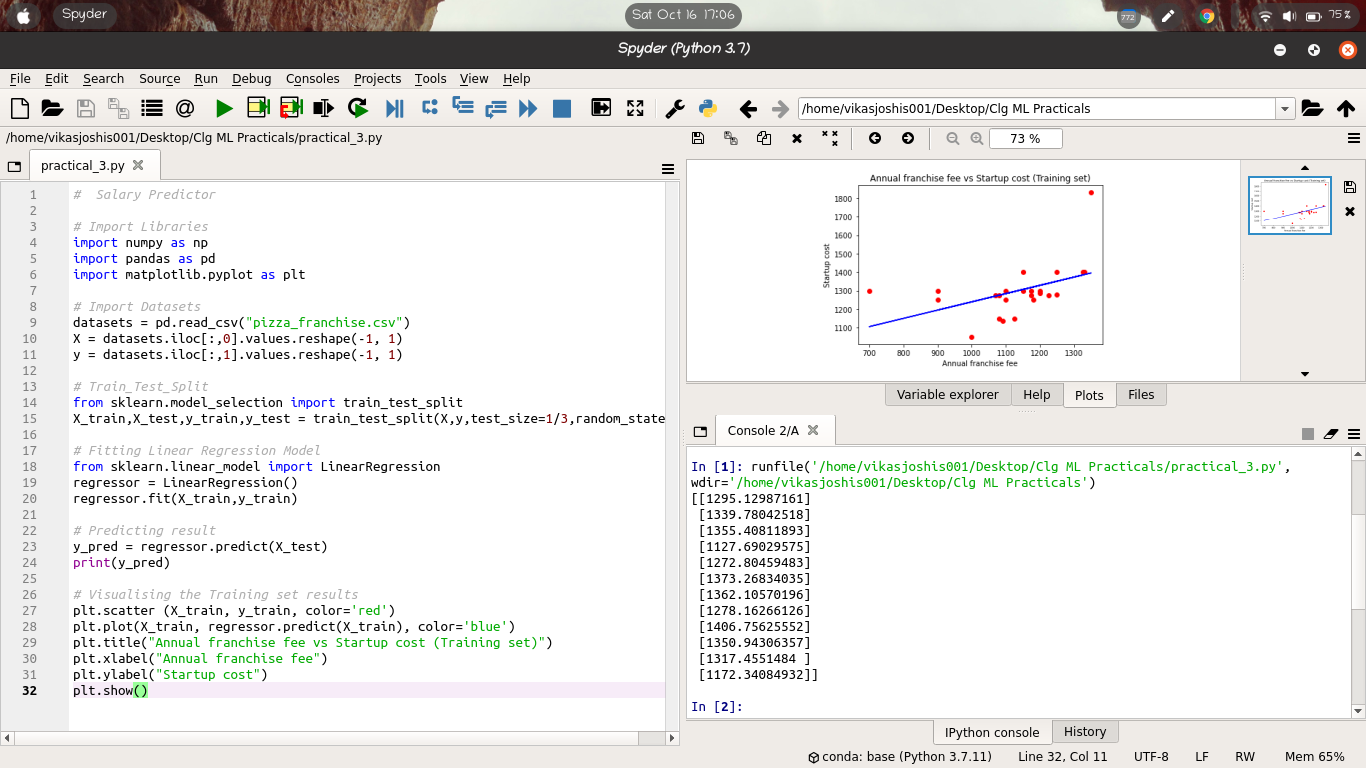 Spyder
Sat Oct 16 17:06
772
75%
Spyder (Python 3.7)
File Edit Search Source Run Debug Consoles Projects Tools View Help
/home/vikasjoshis001/Desktop/Clg ML Practicals
/home/vikasjoshis001/Desktop/Clg ML Practicals/practical_3.py
practical_3.py
1 #  Salary Predictor
2
3 # Import Libraries
4 import numpy as np
5 import pandas as pd
6 import matplotlib.pyplot as plt
7
8 # Import Datasets
9 datasets = pd.read_csv("pizza_franchise.csv")
10 X = datasets.iloc[:,0].values.reshape(-1, 1)
11 y = datasets.iloc[:,1].values.reshape(-1, 1)
12
13 # Train_Test_Split
14 from sklearn.model_selection import train_test_split
15 X_train,X_test,y_train,y_test = train_test_split(X,y,test_size=1/3,random_state
16
17 # Fitting Linear Regression Model
18 from sklearn.linear_model import LinearRegression
19 regressor = LinearRegression()
20 regressor.fit(X_train,y_train)
21
22 # Predicting result
23 y_pred = regressor.predict(X_test)
24 print(y_pred)
25
26 # Visualising the Training set results
27 plt.scatter (X_train, y_train, color='red')
28 plt.plot(X_train, regressor.predict(X_train), color='blue')
29 plt.title("Annual franchise fee vs Startup cost (Training set)")
30 plt.xlabel("Annual franchise fee")
31 plt.ylabel("Startup cost")
32 plt.show()
73 %
Annual franchise fee vs Startup cost (Training set)
1800
1700
1600
1500
1400
1300
1200
1100
Startup cost
700 800 900 1000 1100 1200 1300
Annual franchise fee
Variable explorer Help Plots Files
Console 2/A
In [1]: runfile('/home/vikasjoshis001/Desktop/Clg ML Practicals/practical_3.py',
wdir='/home/vikasjoshis001/Desktop/Clg ML Practicals')
[[1295.12987161]
 [1339.78042518]
 [1355.40811893]
 [1127.69029575]
 [1272.80459483]
 [1373.26834035]
 [1362.10570196]
 [1278.16266126]
 [1406.75625552]
 [1350.94306357]
 [1317.4551484 ]
 [1172.34084932]]
In [2]:
IPython console History
conda: base (Python 3.7.11) Line 32, Col 11 UTF-8 LF RW Mem 65%